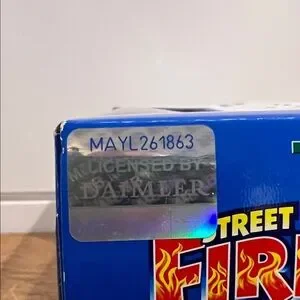 MAYL261863
LICENSED BY
DAIMLER
STREET
FIR